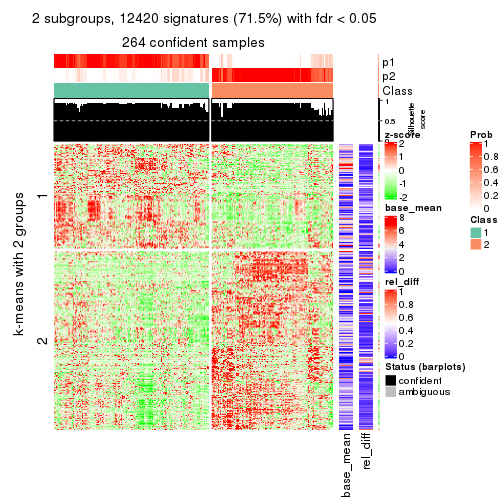 2 subgroups, 12420 signatures (71.5%) with fdr < 0.05
264 confident samples
p1
p2
Class
1
0.5
0
Silhouette
score
k-means with 2 groups
1
2
base_mean
rel_diff
z-score
2
1
0
-1
-2
base_mean
8
6
4
2
0
rel_diff
1
0.8
0.6
0.4
0.2
0
Status (barplots)
confident
ambiguous
Prob
1
0.8
0.6
0.4
0.2
0
Class
1
2